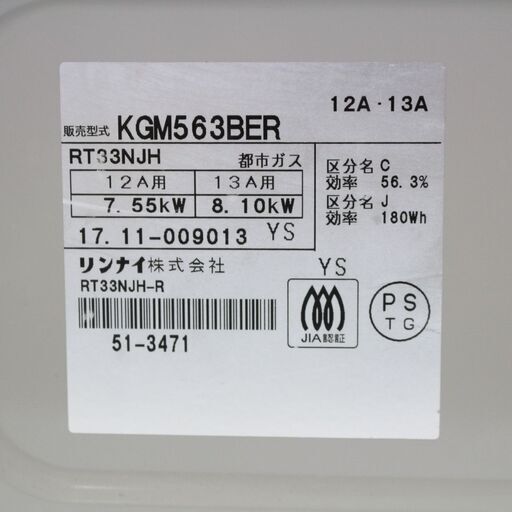 12A・13A
販売型式 KGM563BER
RT33NJH 都市ガス
12A用 13A用
7.55kW 8.10kW
17.11-009013 YS
区分名 C
効率 56.3%
区分名 J
効率 180Wh
リンナイ株式会社
RT33NJH-R
51-3471
YS
JIA認証
PS
TG